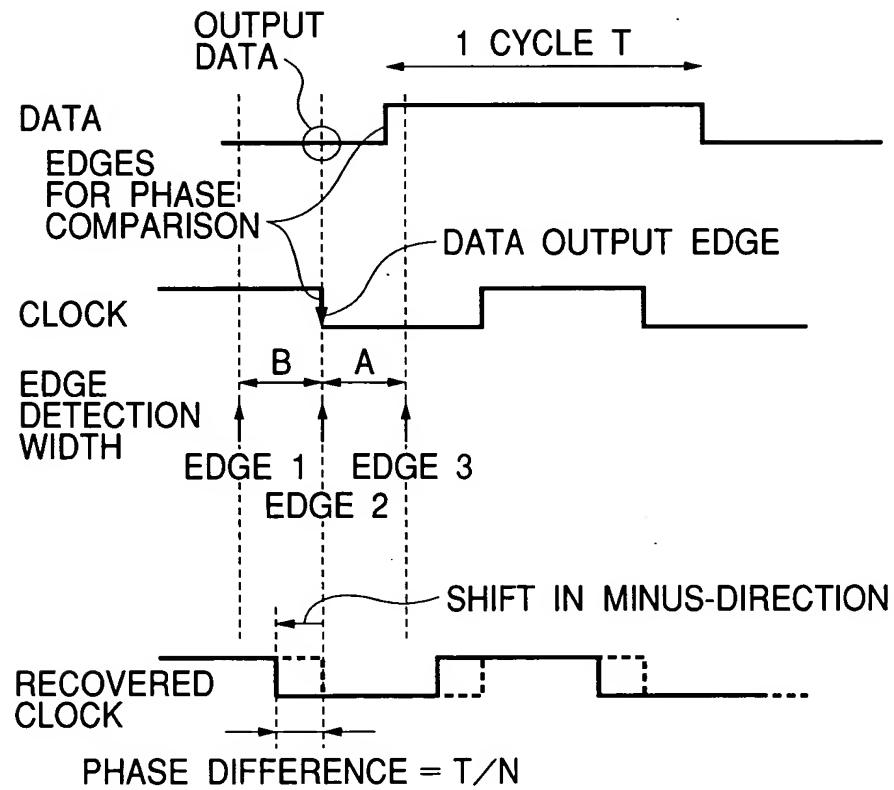 OUTPUT
DATA
1 CYCLE T
DATA
EDGES
FOR PHASE
COMPARISON
DATA OUTPUT EDGE
CLOCK
B
A
EDGE
DETECTION
WIDTH
EDGE 1
EDGE 3
EDGE 2
SHIFT IN MINUS-DIRECTION
RECOVERED
CLOCK
PHASE DIFFERENCE = T/N